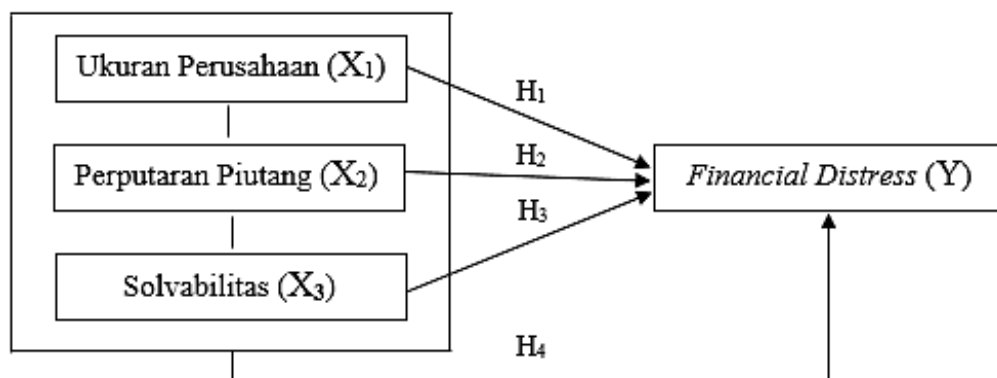 Ukuran Perusahaan (X₁)
H₁
Perputaran Piutang (X₂)
H₂
Financial Distress (Y)
H₃
Solvabilitas (X₃)
H₄